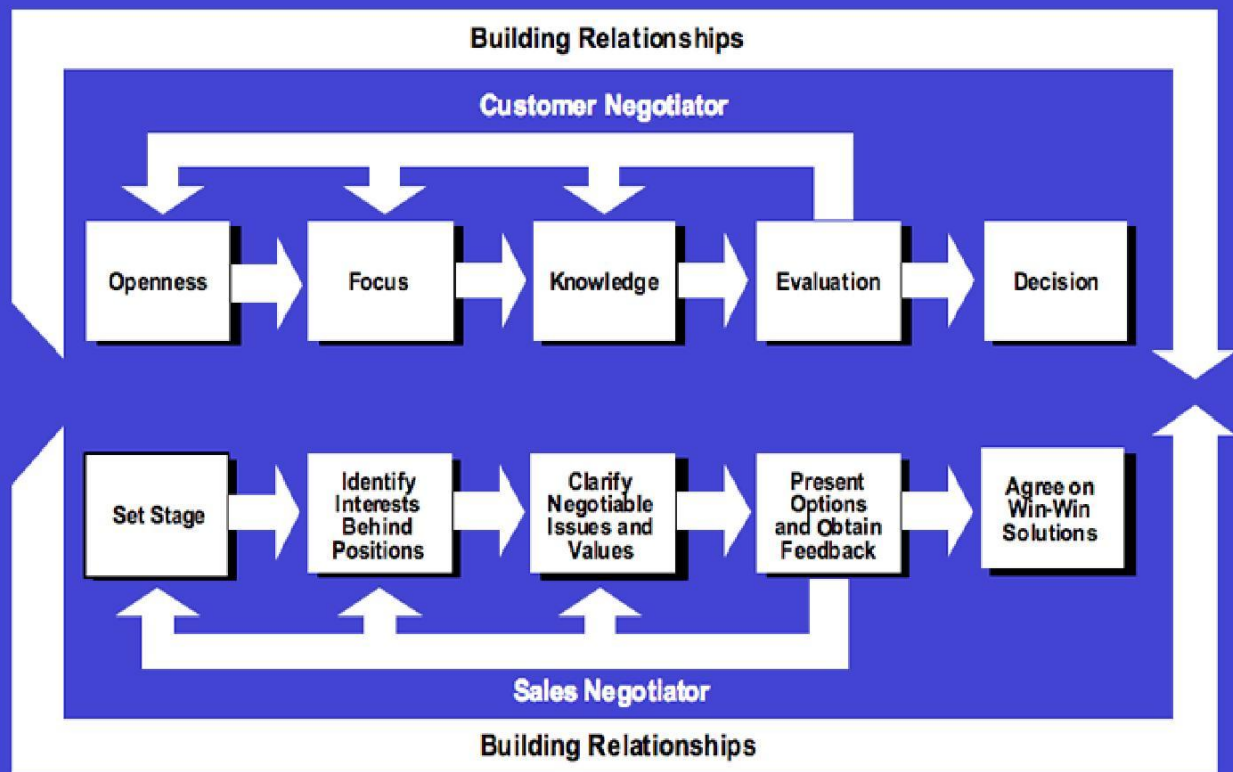 Building Relationships
Customer Negotiator
Openness
Focus
Knowledge
Evaluation
Decision
Set Stage
Identify
Interests
Behind
Positions
Clarify
Negotiable
Issues and
Values
Present
Options
and Obtain
Feedback
Agree on
Win-Win
Solutions
Sales Negotiator
Building Relationships